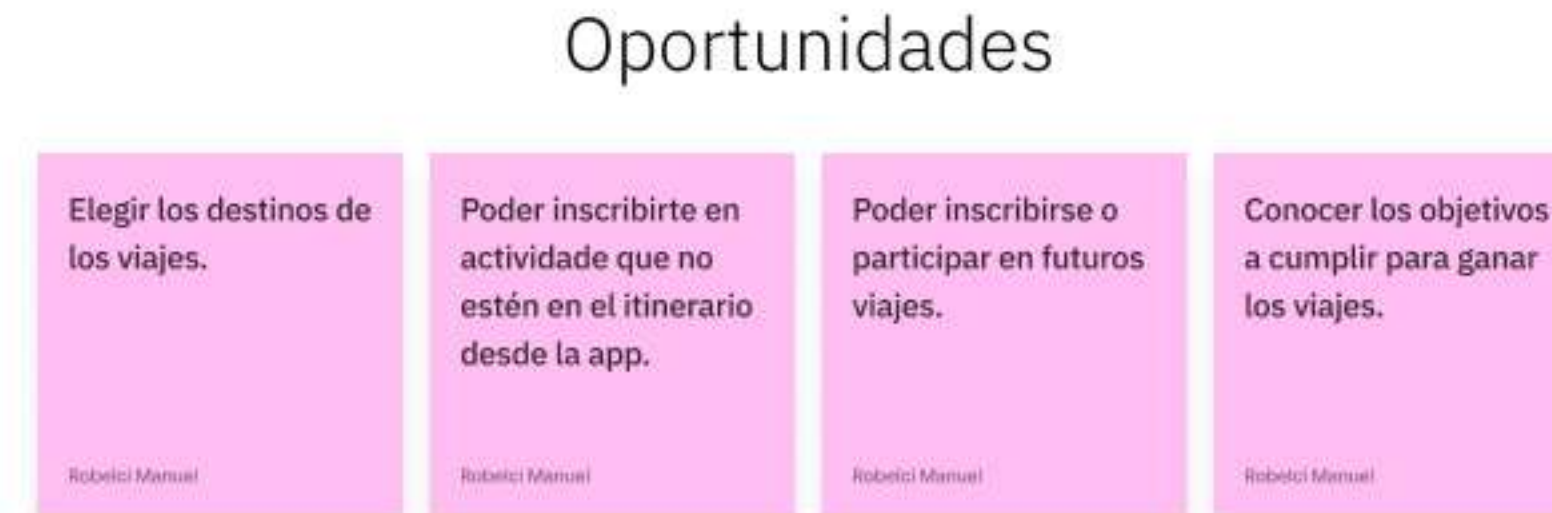 Oportunidades
Elegir los destinos de
los viajes.
Robelci Manuel
Poder inscribirte en
actividade que no
estén en el itinerario
desde la app.
Robelci Manuel
Poder inscribirse o
participar en futuros
viajes.
Robelci Manuel
Conocer los objetivos
a cumplir para ganar
los viajes.
Robelci Manuel